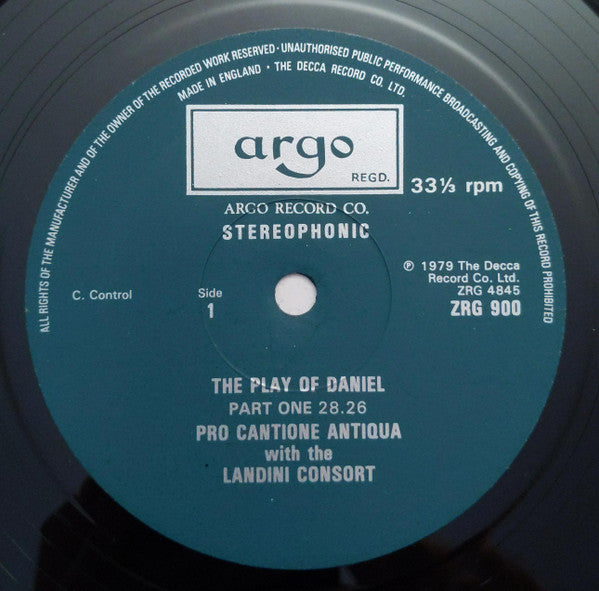 ALL RIGHTS OF THE MANUFACTURER AND OF THE OWNER OF THE RECORDED WORK RESERVED · UNAUTHORISED PUBLIC PERFORMANCE BROADCASTING AND COPYING OF THIS RECORD PROHIBITED
MADE IN ENGLAND · THE DECCA RECORD CO. LTD.
argo
REGD.
33⅓ rpm
ARGO RECORD CO.
STEREOPHONIC
C. Control
Side
1
℗ 1979 The Decca
Record Co. Ltd.
ZRG 4845
ZRG 900
THE PLAY OF DANIEL
PART ONE 28.26
PRO CANTIONE ANTIQUA
with the
LANDINI CONSORT